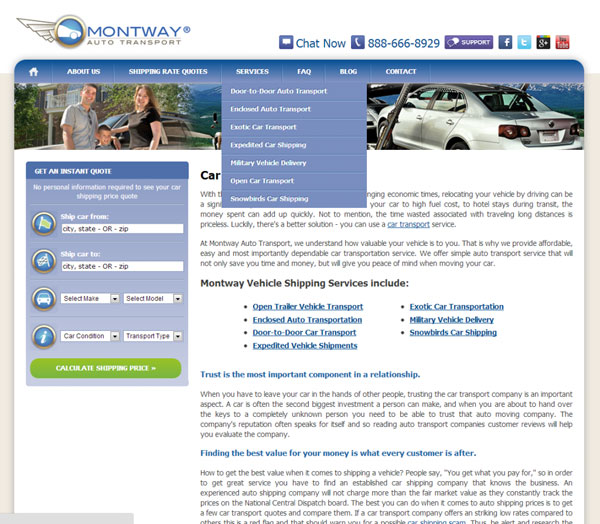 MONTWAY®
AUTO TRANSPORT
Chat Now 888-666-8929 SUPPORT
f t g+ You Tube
ABOUT US SHIPPING RATE QUOTES SERVICES FAQ BLOG CONTACT
Door-to-Door Auto Transport
Enclosed Auto Transport
Exotic Car Transport
Expedited Car Shipping
Military Vehicle Delivery
Open Car Transport
Snowbirds Car Shipping
GET AN INSTANT QUOTE
No personal information required to see your car
shipping price quote
Ship car from:
city, state - OR - zip
Ship car to:
city, state - OR - zip
Select Make Select Model
Car Condition Transport Type
CALCULATE SHIPPING PRICE »
Car
With th nging economic times, relocating your vehicle by driving can be
a sign your car to high fuel cost, to hotel stays during transit, the
money spent can add up quickly. Not to mention, the time wasted associated with traveling long distances is
priceless. Luckily, there's a better solution - you can use a car transport service.
At Montway Auto Transport, we understand how valuable your vehicle is to you. That is why we provide affordable,
easy and most importantly dependable car transportation service. We offer simple auto transport service that will
not only save you time and money, but will give you peace of mind when moving your car.
Montway Vehicle Shipping Services include:
• Open Trailer Vehicle Transport
• Enclosed Auto Transportation
• Door-to-Door Car Transport
• Expedited Vehicle Shipments
• Exotic Car Transportation
• Military Vehicle Delivery
• Snowbirds Car Shipping
Trust is the most important component in a relationship.
When you have to leave your car in the hands of other people, trusting the car transport company is an important
aspect. A car is often the second biggest investment a person can make, and when you are about to hand over
the keys to a completely unknown person you need to be able to trust that auto moving company. The
company's reputation often speaks for itself and so reading auto transport companies customer reviews will help
you evaluate the company.
Finding the best value for your money is what every customer is after.
How to get the best value when it comes to shipping a vehicle? People say, "You get what you pay for," so in order
to get great service you have to find an established car shipping company that knows the business. An
experienced auto shipping company will not charge more than the fair market value as they constantly track the
prices on the National Central Dispatch board. The best you can do when it comes to auto shipping prices is to get
a few car transport quotes and compare them. If a car transport company offers an striking low rates compared to
others this is a red flag and that should warn you for a possible car shipping scam. Thus, be alert and research the